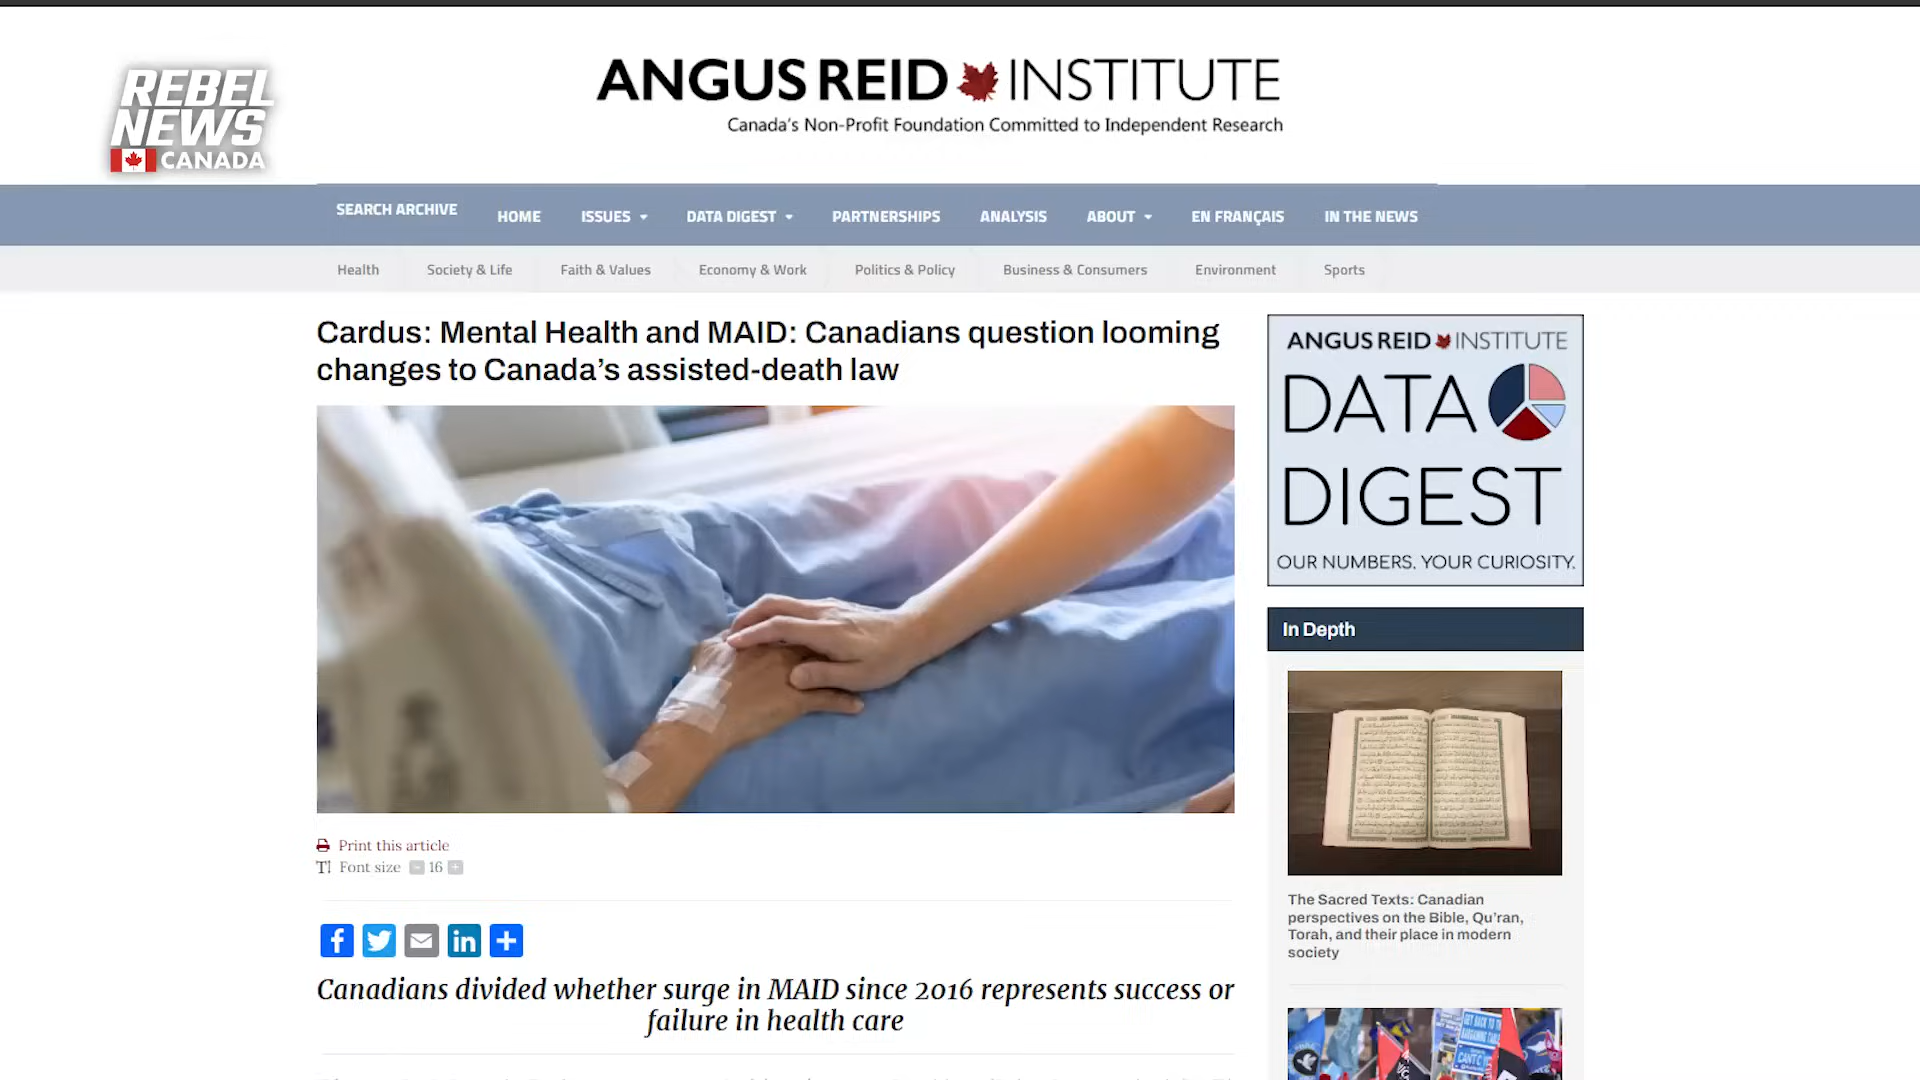 REBEL
NEWS
CANADA
ANGUS REID INSTITUTE
Canada's Non-Profit Foundation Committed to Independent Research
SEARCH ARCHIVE
HOME
ISSUES
DATA DIGEST
PARTNERSHIPS
ANALYSIS
ABOUT
EN FRANÇAIS
IN THE NEWS
Health
Society & Life
Faith & Values
Economy & Work
Politics & Policy
Business & Consumers
Environment
Sports
Cardus: Mental Health and MAID: Canadians question looming
changes to Canada’s assisted-death law
Print this article
Font size - 16 +
Canadians divided whether surge in MAID since 2016 represents success or
failure in health care
ANGUS REID INSTITUTE
DATA
DIGEST
OUR NUMBERS, YOUR CURIOSITY.
In Depth
The Sacred Texts: Canadian
perspectives on the Bible, Qu’ran,
Torah, and their place in modern
society